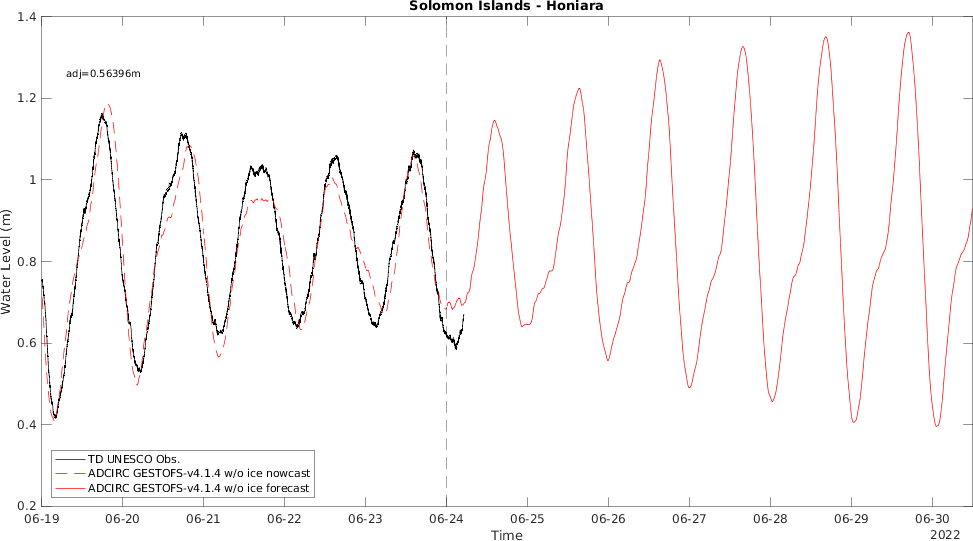 Solomon Islands - Honiara
1.4
adj=0.56396m
1.2
1
0.8
0.6
0.4
0.2
Water Level (m)
TD UNESCO Obs.
ADCIRC GESTOFS-v4.1.4 w/o ice nowcast
ADCIRC GESTOFS-v4.1.4 w/o ice forecast
06-19 06-20 06-21 06-22 06-23 06-24 06-25 06-26 06-27 06-28 06-29 06-30
Time
2022